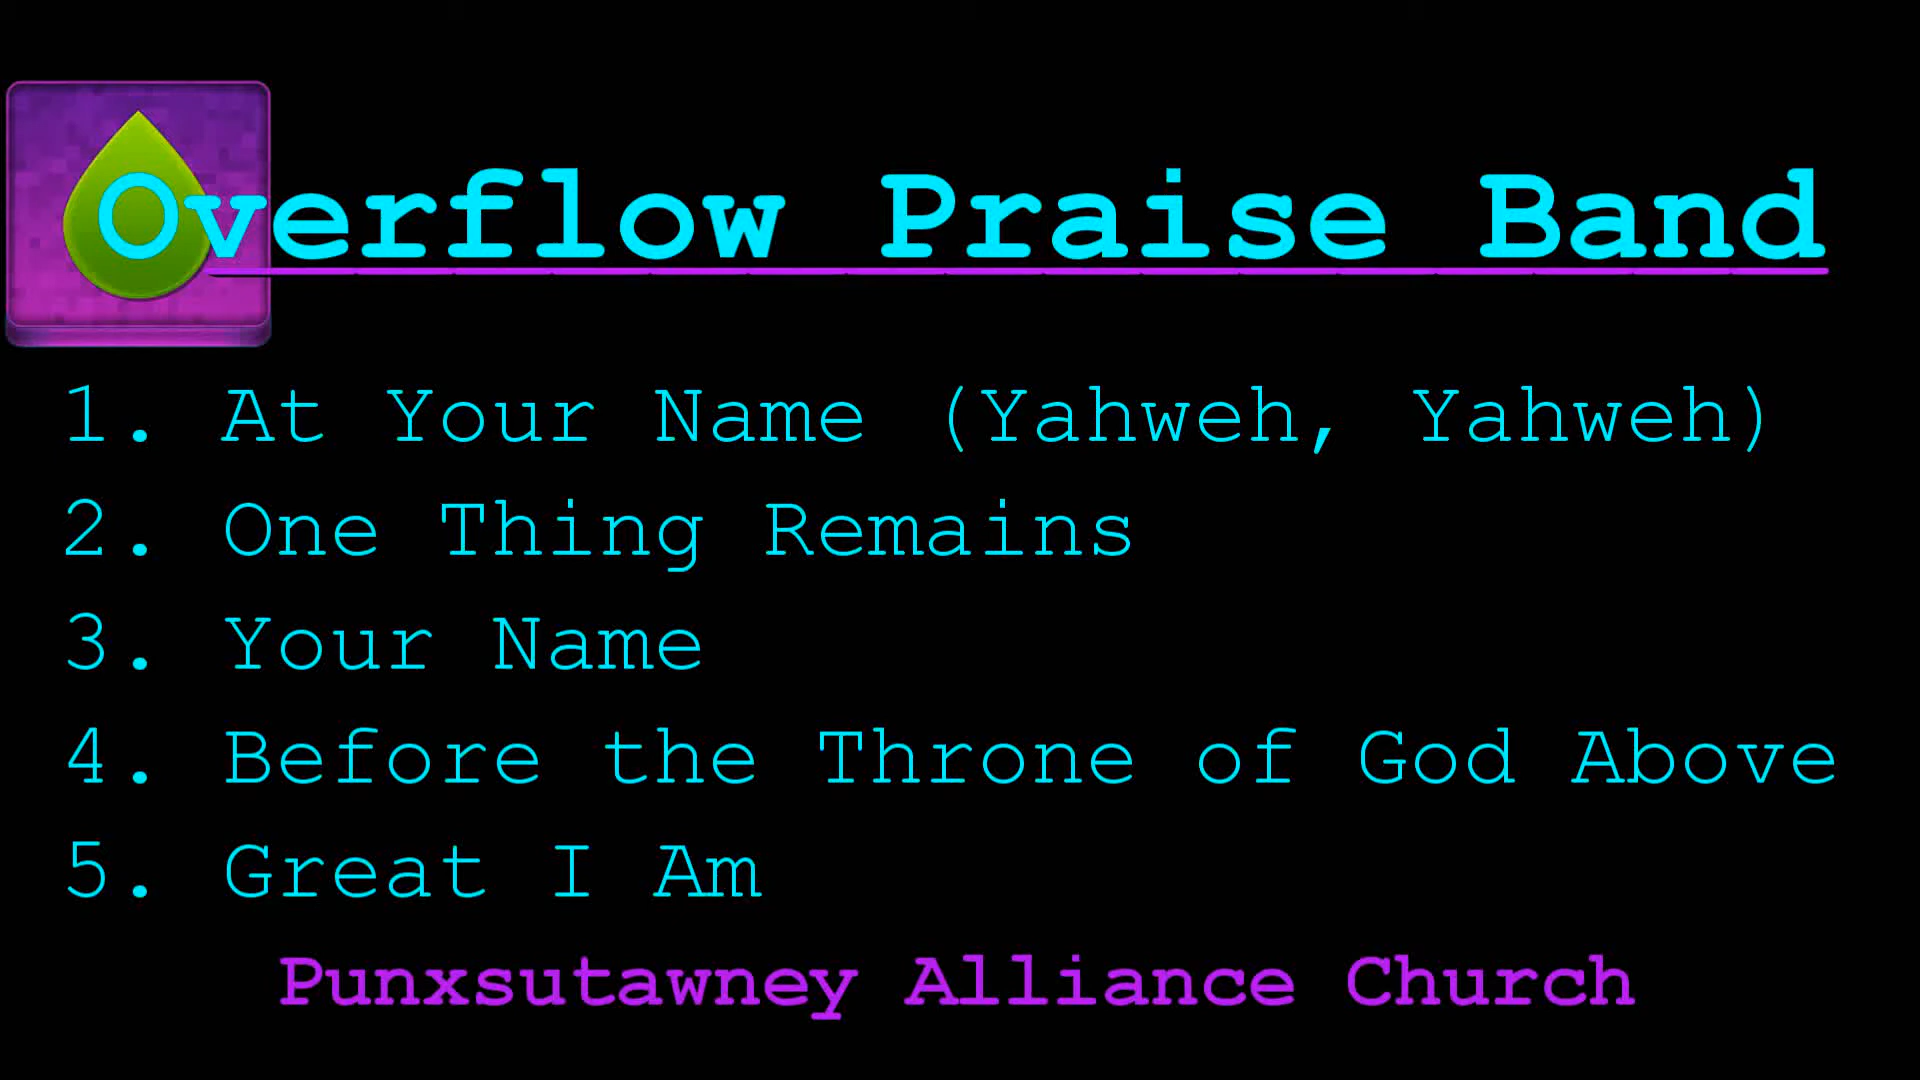 Overflow Praise Band
1. At Your Name (Yahweh, Yahweh)
2. One Thing Remains
3. Your Name
4. Before the Throne of God Above
5. Great I Am
Punxsutawney Alliance Church